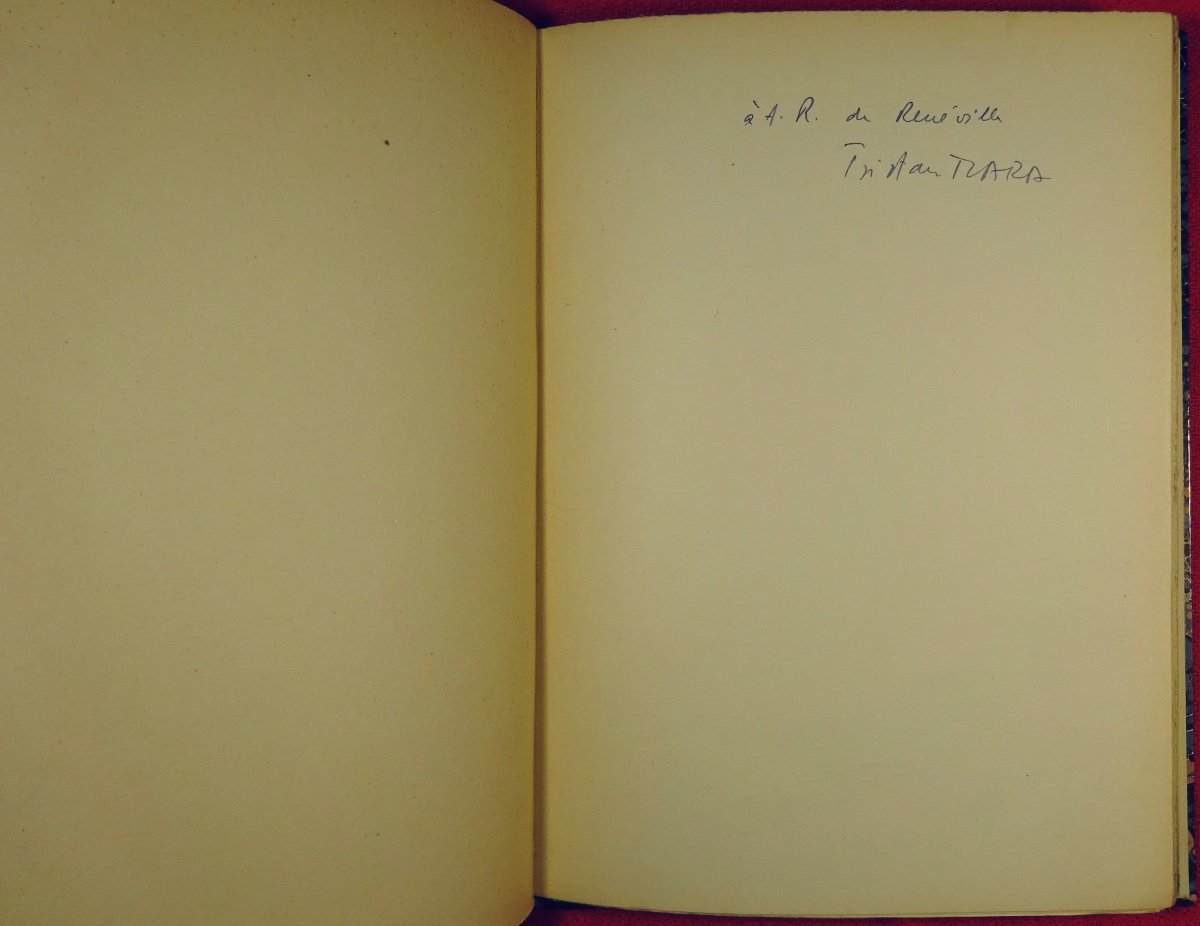 à A. R. de Renéville
Tristan TZARA